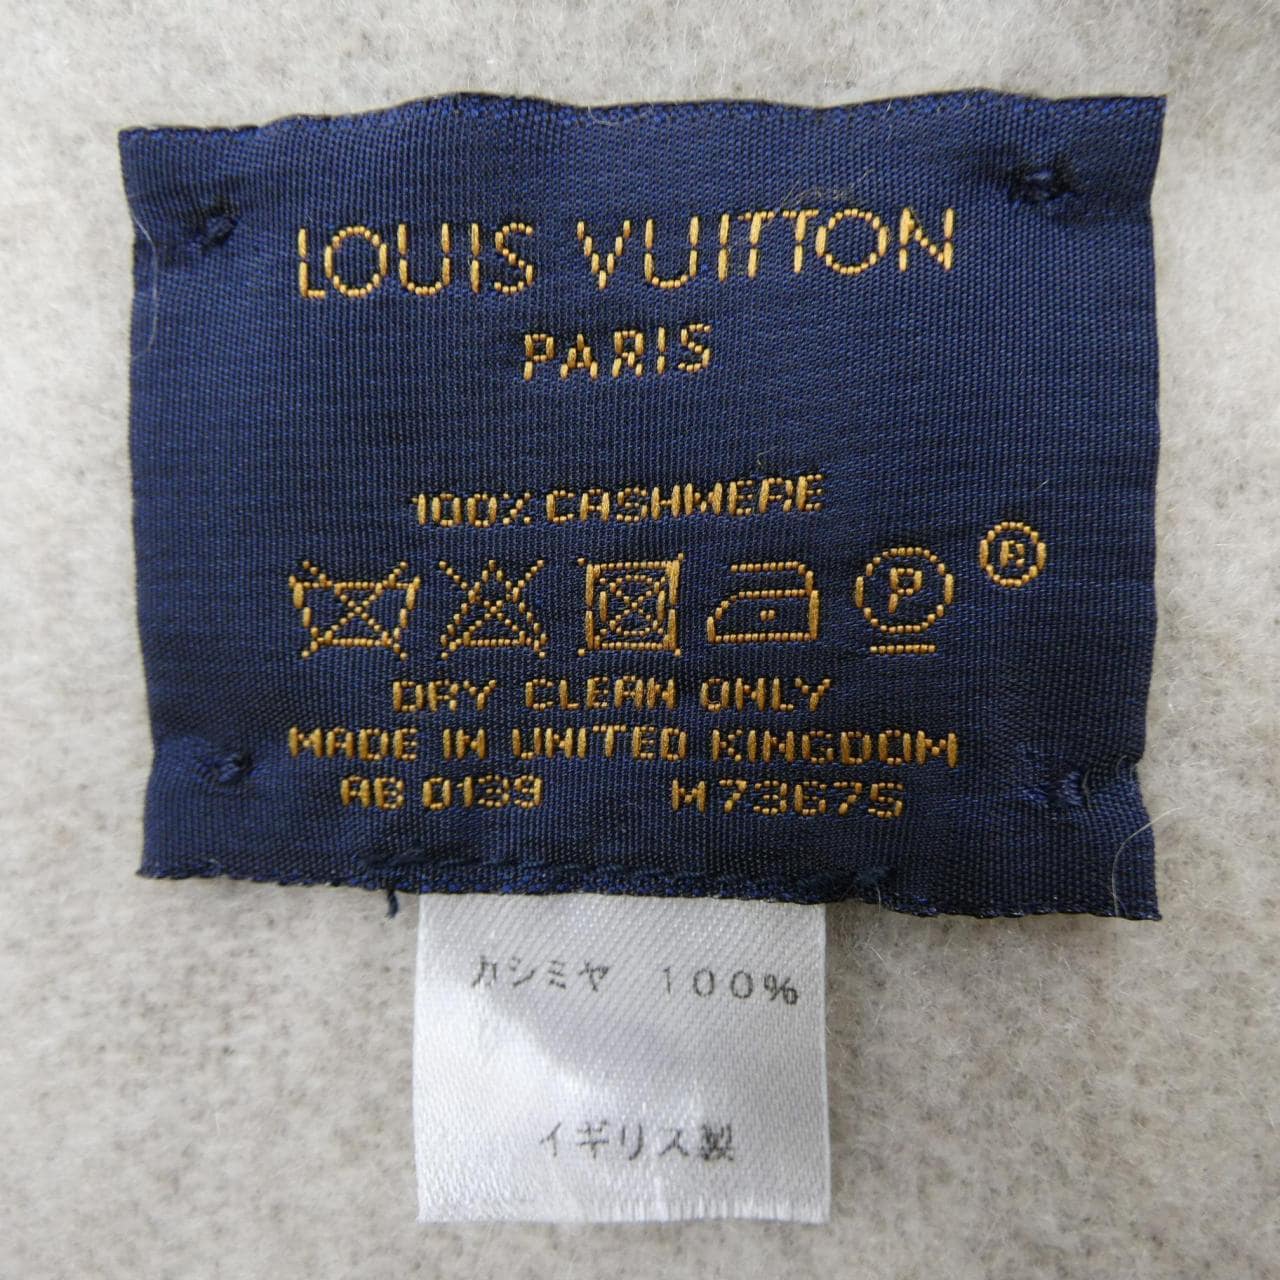 LOUIS VUITTON
PARIS
100% CASHMERE
P
R
DRY CLEAN ONLY
MADE IN UNITED KINGDOM
AB 0139 M73675
カシミヤ 100%
イギリス製